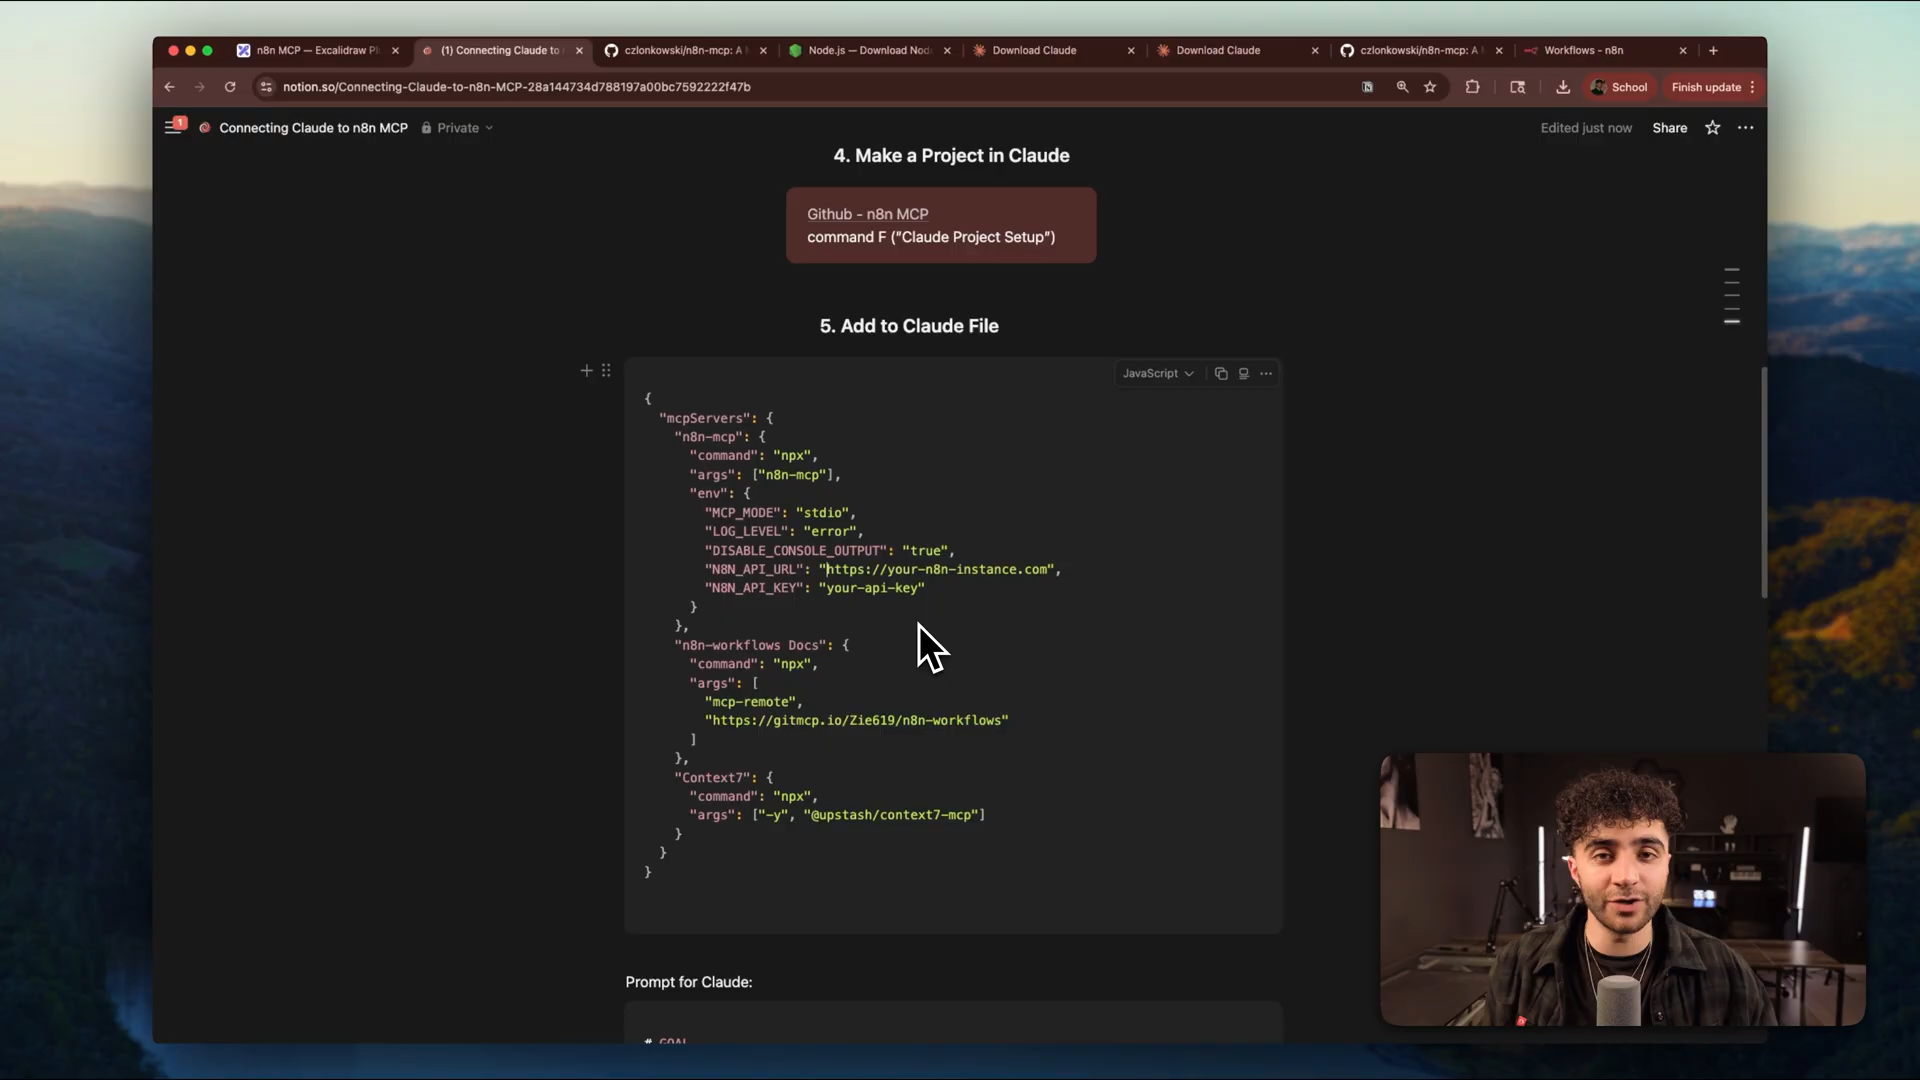 n8n MCP — Excalidraw Pl
(1) Connecting Claude to
czlonkowski/n8n-mcp: A
Node.js — Download Nod
Download Claude
Download Claude
czlonkowski/n8n-mcp: A
Workflows - n8n
notion.so/Connecting-Claude-to-n8n-MCP-28a144734d788197a00bc7592222f47b
School
Finish update
1
Connecting Claude to n8n MCP
Private
Edited just now
Share
4. Make a Project in Claude
Github - n8n MCP
command F ("Claude Project Setup")
5. Add to Claude File
JavaScript
{
"mcpServers": {
"n8n-mcp": {
"command": "npx",
"args": ["n8n-mcp"],
"env": {
"MCP_MODE": "stdio",
"LOG_LEVEL": "error",
"DISABLE_CONSOLE_OUTPUT": "true",
"N8N_API_URL": "https://your-n8n-instance.com",
"N8N_API_KEY": "your-api-key"
}
},
"n8n-workflows Docs": {
"command": "npx",
"args": [
"mcp-remote",
"https://gitmcp.io/Zie619/n8n-workflows"
]
},
"Context7": {
"command": "npx",
"args": ["-y", "@upstash/context7-mcp"]
}
}
}
Prompt for Claude:
# GOAL